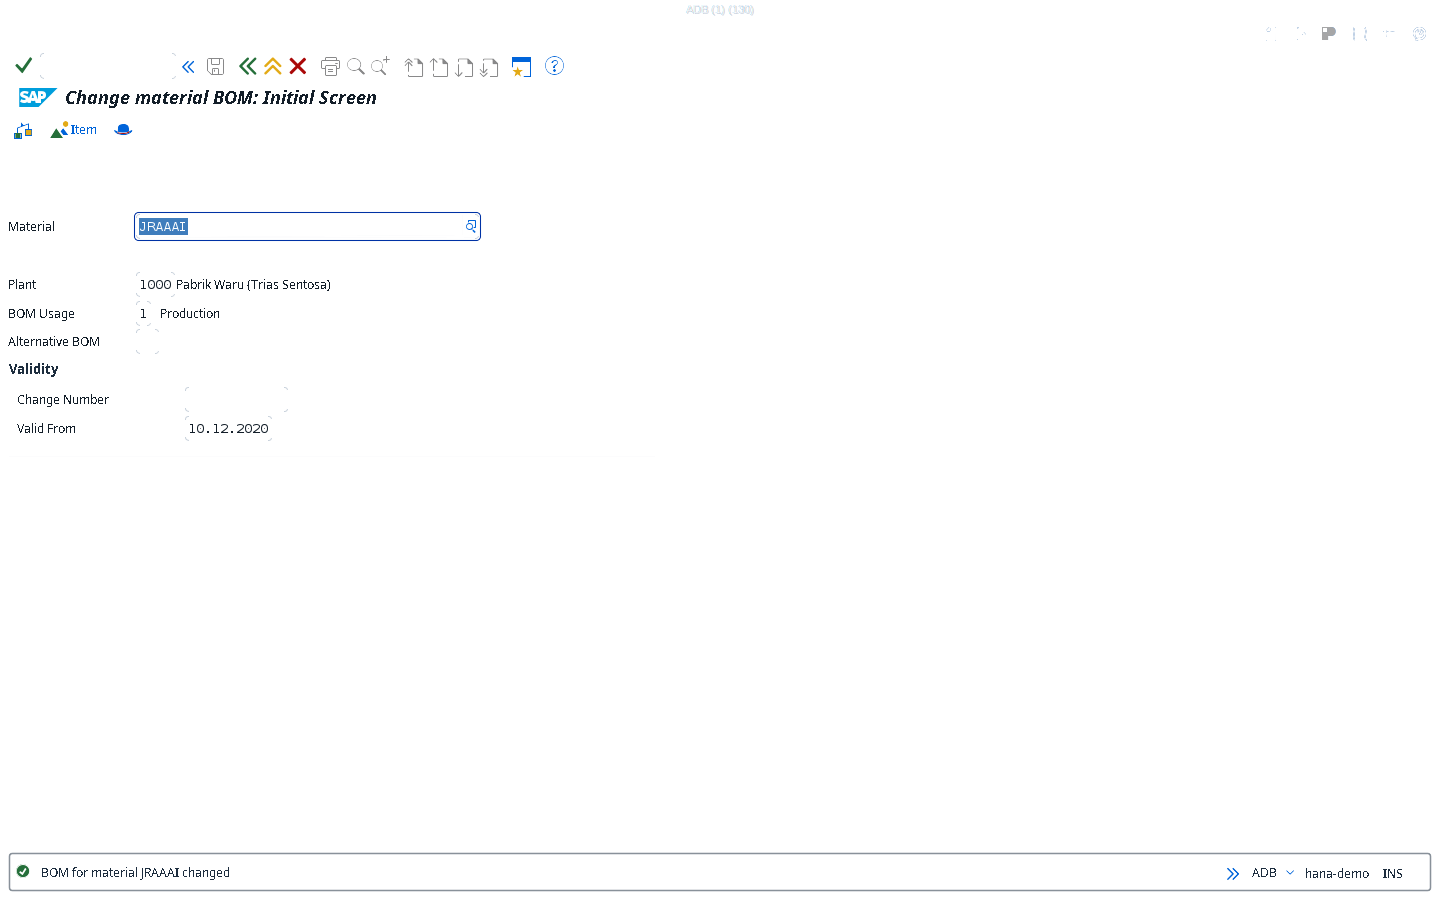 ADB (1) (130)
SAP Change material BOM: Initial Screen
Item
Material JRAAAI
Plant 1000 Pabrik Waru (Trias Sentosa)
BOM Usage 1 Production
Alternative BOM
Validity
Change Number
Valid From 10.12.2020
BOM for material JRAAAI changed ADB hana-demo INS